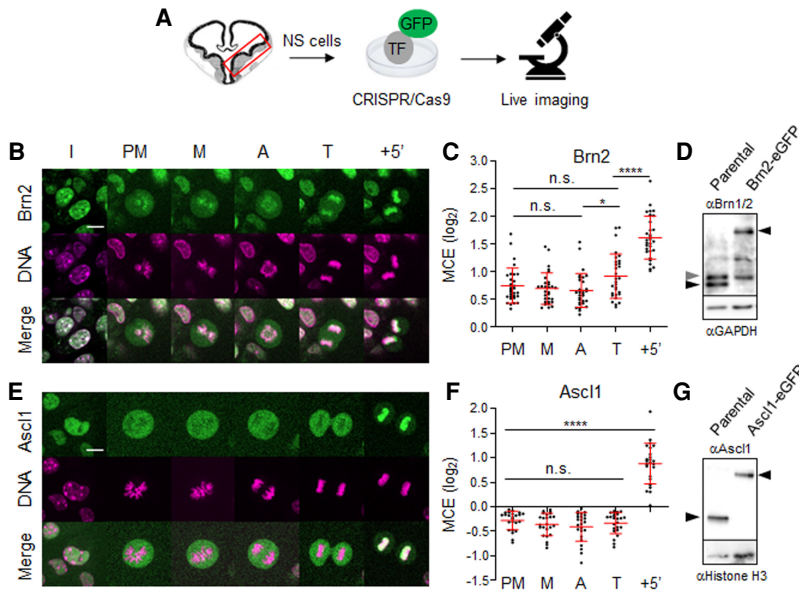 A
NS cells
GFP
TF
CRISPR/Cas9
Live imaging
B
I PM M A T +5’
Brn2
DNA
Merge
C
Brn2
MCE (log2)
n.s. ****
n.s. *
3.0
2.5
2.0
1.5
1.0
0.5
0.0
PM M A T +5’
D
Parental
Brn2-eGFP
αBrn1/2
αGAPDH
E
Ascl1
DNA
Merge
F
Ascl1
MCE (log2)
****
n.s.
2.0
1.5
1.0
0.5
0.0
-0.5
-1.0
-1.5
PM M A T +5’
G
Parental
Ascl1-eGFP
αAscl1
αHistone H3